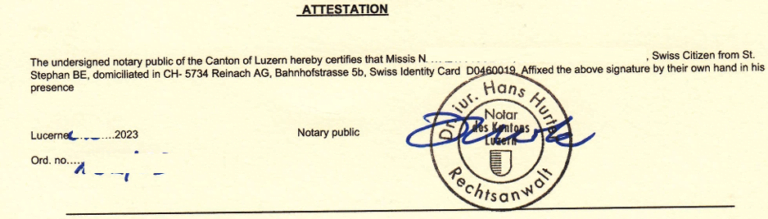 ATTESTATION
The undersigned notary public of the Canton of Luzern hereby certifies that Missis N. , Swiss Citizen from St.
Stephan BE, domiciliated in CH- 5734 Reinach AG, Bahnhofstrasse 5b, Swiss Identity Card D0460019, Affixed the above signature by their own hand in his
presence
Lucerne 2023
Notary public
Ord. no.....
Dr. iur. Hans Hurter
Notar
des Kantons
Luzern
Rechtsanwalt